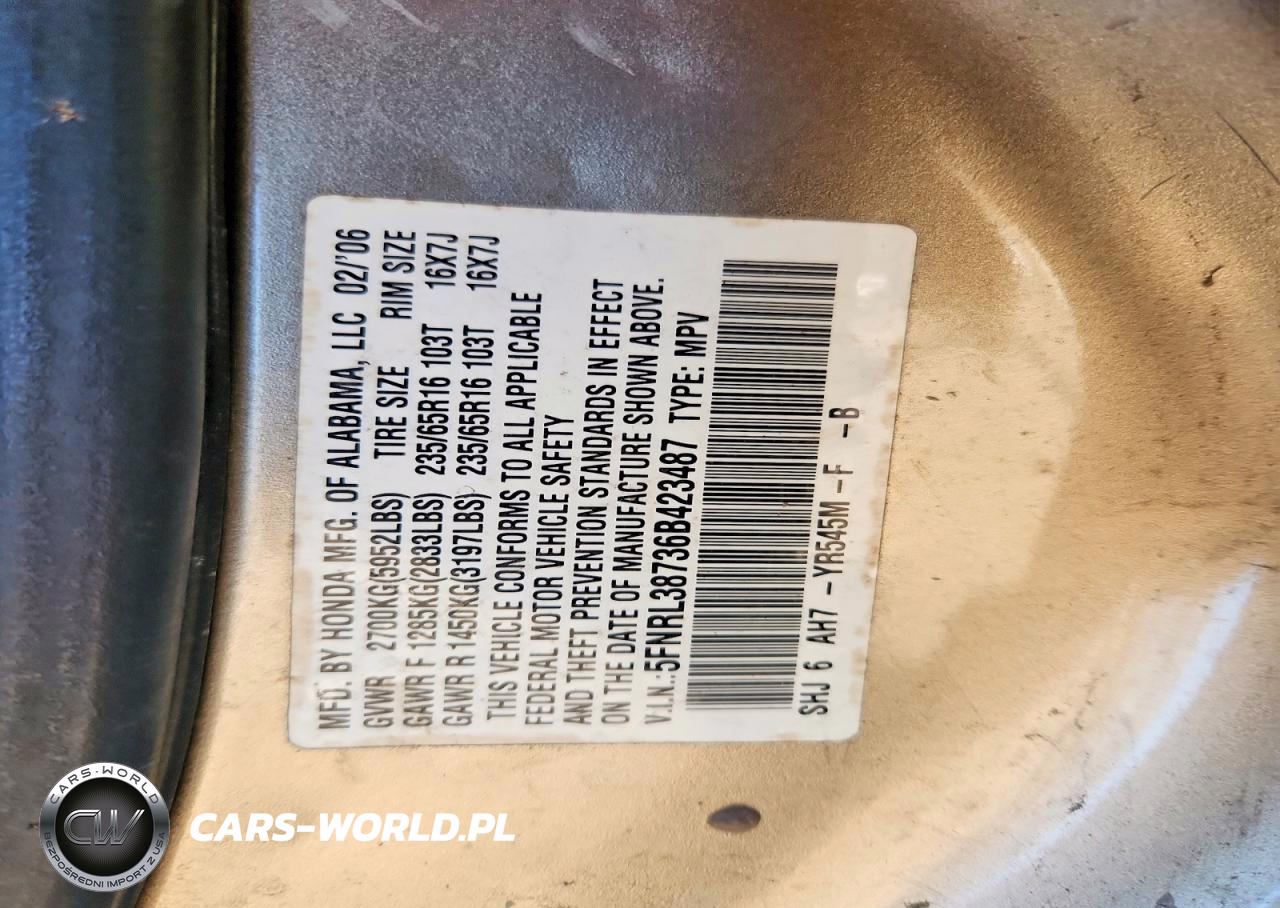 MFD. BY HONDA MFG. OF ALABAMA, LLC 02/'06
GVWR 2700KG(5952LBS) TIRE SIZE RIM SIZE
GAWR F 1285KG(2833LBS) 235/65R16 103T 16X7J
GAWR R 1450KG(3197LBS) 235/65R16 103T 16X7J
THIS VEHICLE CONFORMS TO ALL APPLICABLE
FEDERAL MOTOR VEHICLE SAFETY
AND THEFT PREVENTION STANDARDS IN EFFECT
ON THE DATE OF MANUFACTURE SHOWN ABOVE.
V.I.N.:5FNRL38736B423487 TYPE: MPV
SHJ 6 AH7 -YR545M-F -B
CARS-WORLD
CW
BEZPOŚREDNI IMPORT Z USA
CARS-WORLD.PL